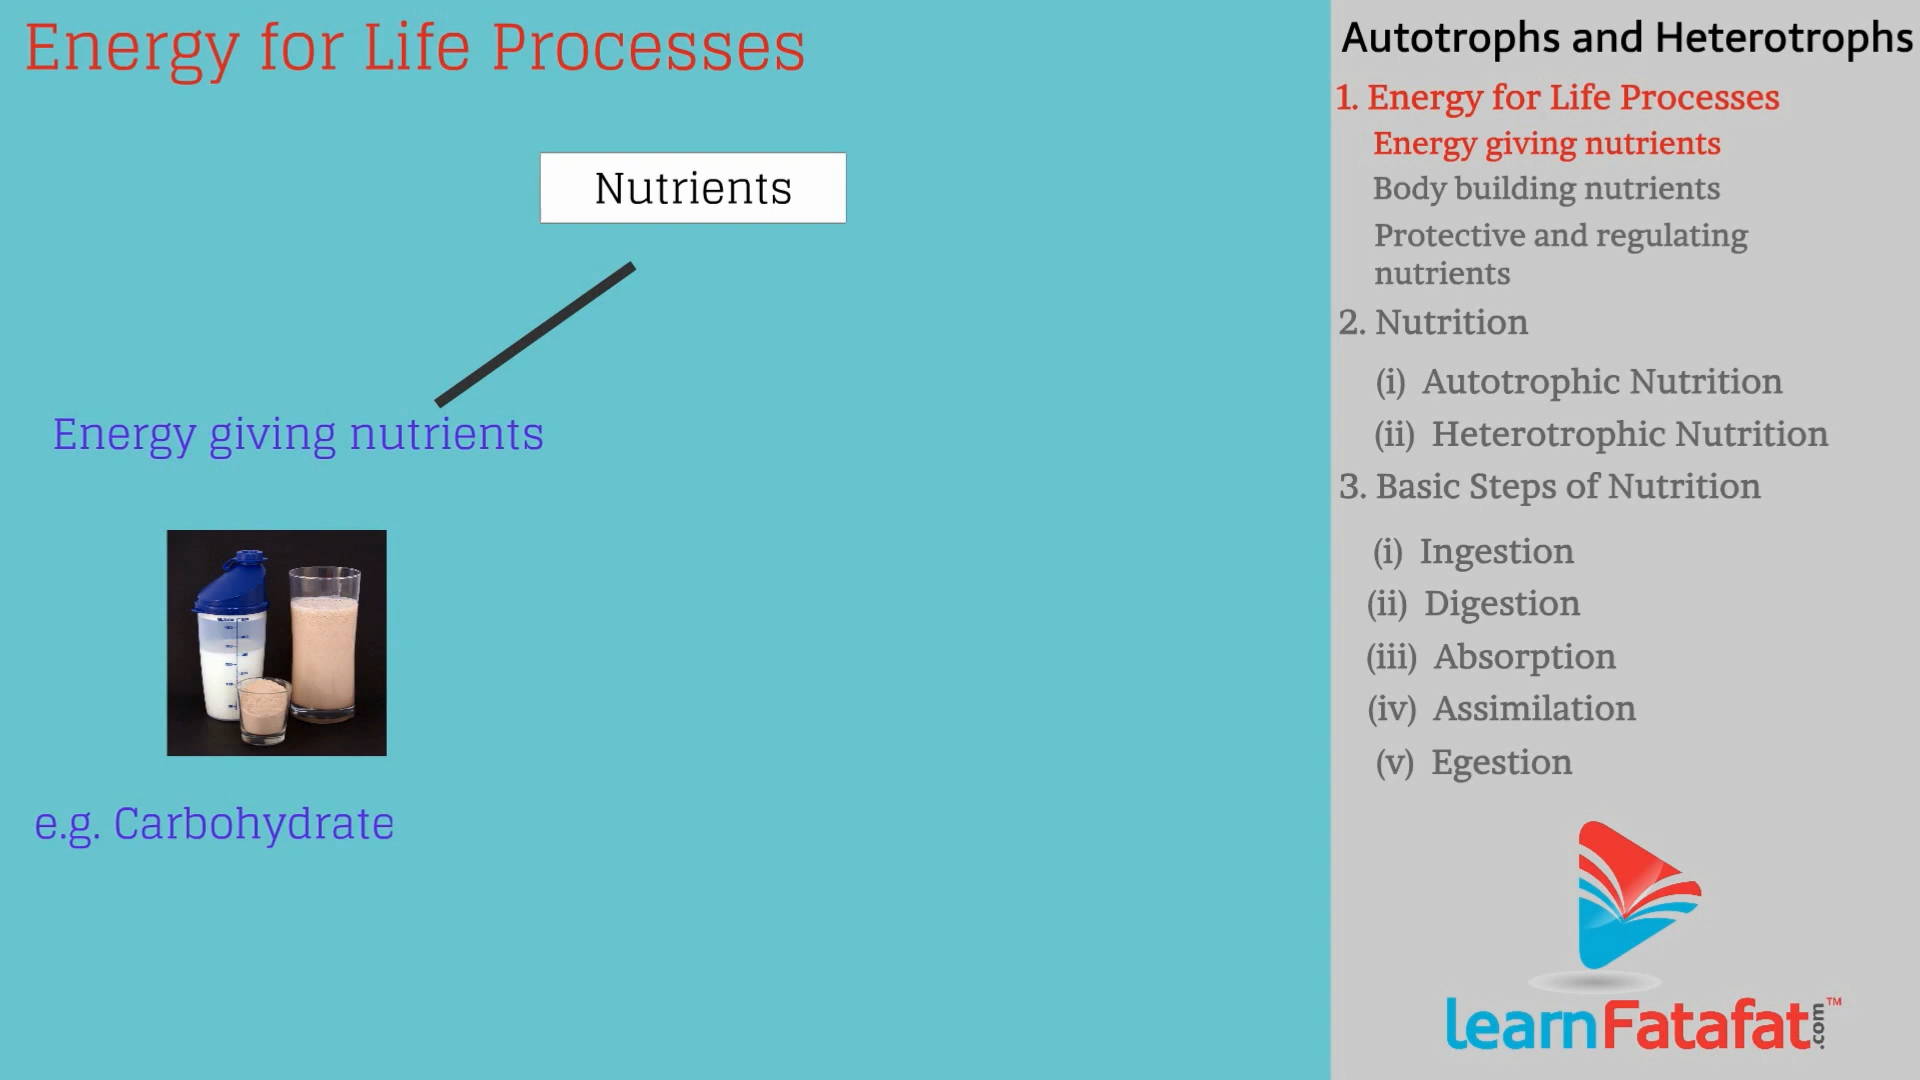 Energy for Life Processes
Nutrients
Energy giving nutrients
e.g. Carbohydrate
Autotrophs and Heterotrophs
1. Energy for Life Processes
Energy giving nutrients
Body building nutrients
Protective and regulating
nutrients
2. Nutrition
(i) Autotrophic Nutrition
(ii) Heterotrophic Nutrition
3. Basic Steps of Nutrition
(i) Ingestion
(ii) Digestion
(iii) Absorption
(iv) Assimilation
(v) Egestion
learnFatafat.com™